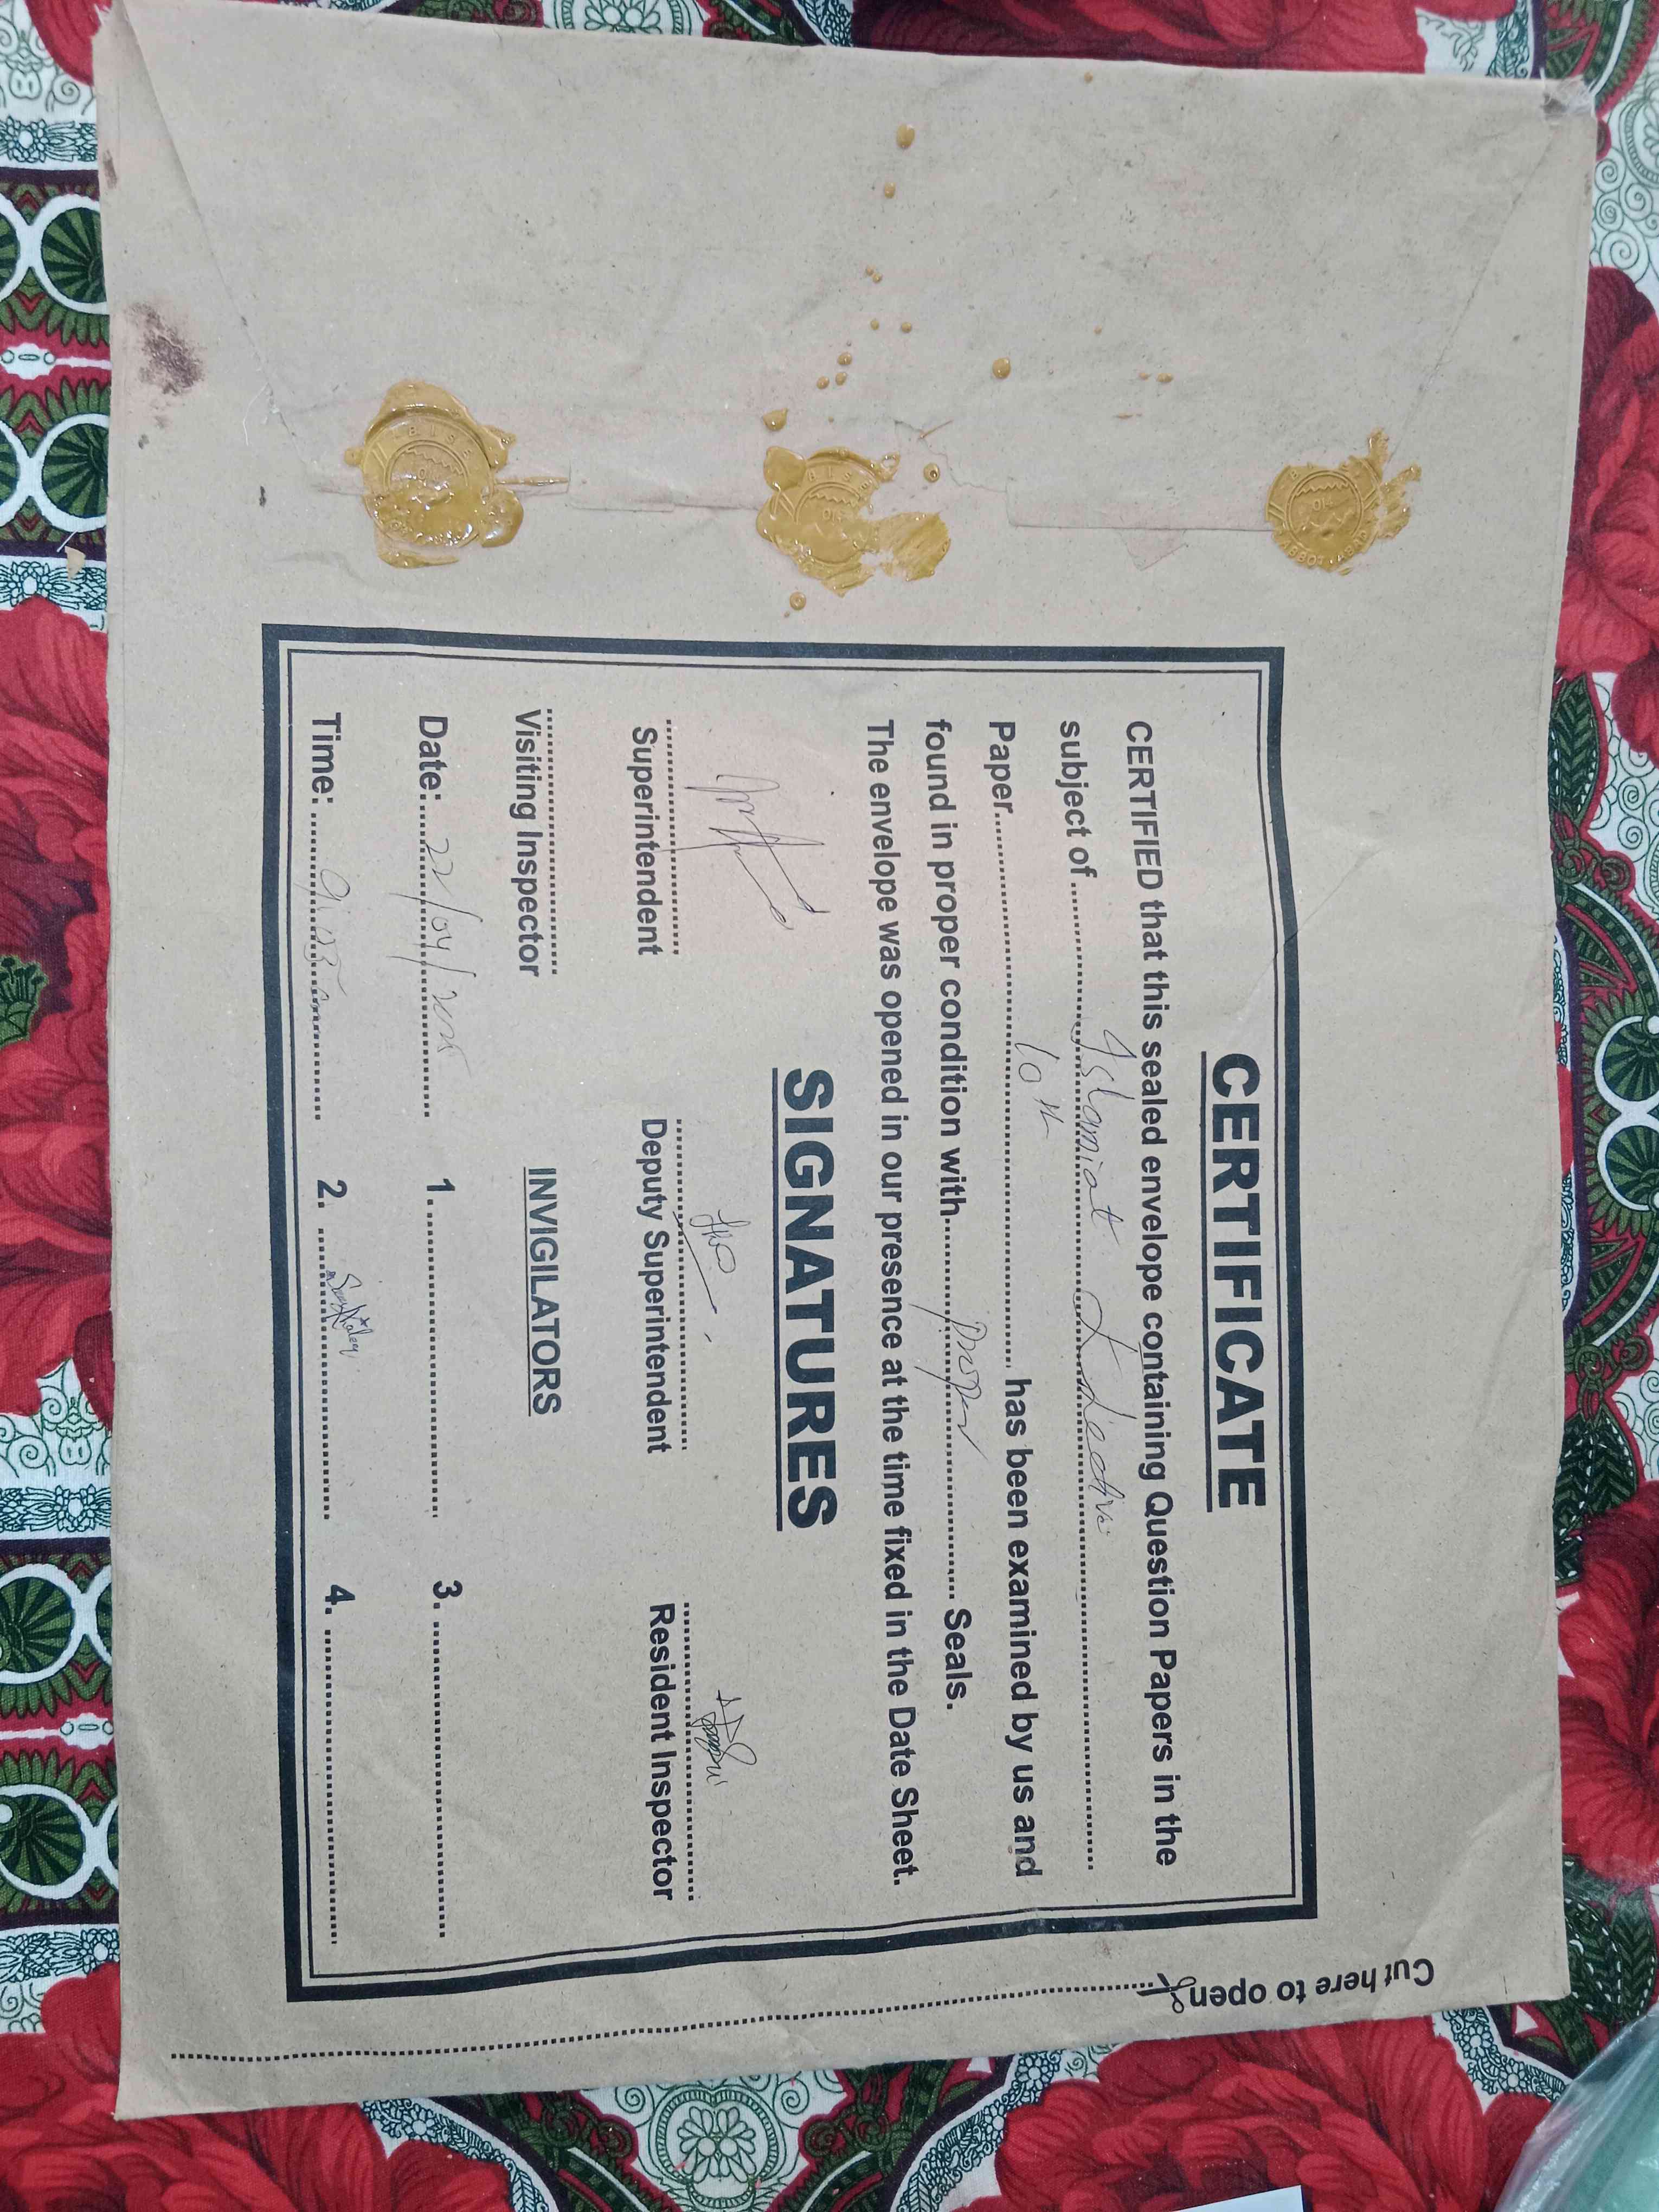 CERTIFICATE
CERTIFIED that this sealed envelope containing Question Papers in the
subject of ........ Islamiat Elective ........
Paper........ 10th ........ has been examined by us and
found in proper condition with........ Proper ........ Seals.
The envelope was opened in our presence at the time fixed in the Date Sheet.
SIGNATURES
Superintendent Deputy Superintendent Resident Inspector
Visiting Inspector INVIGILATORS
Date: 22/04/2025 1. 3.
Time: 2. 4.
Cut here to open